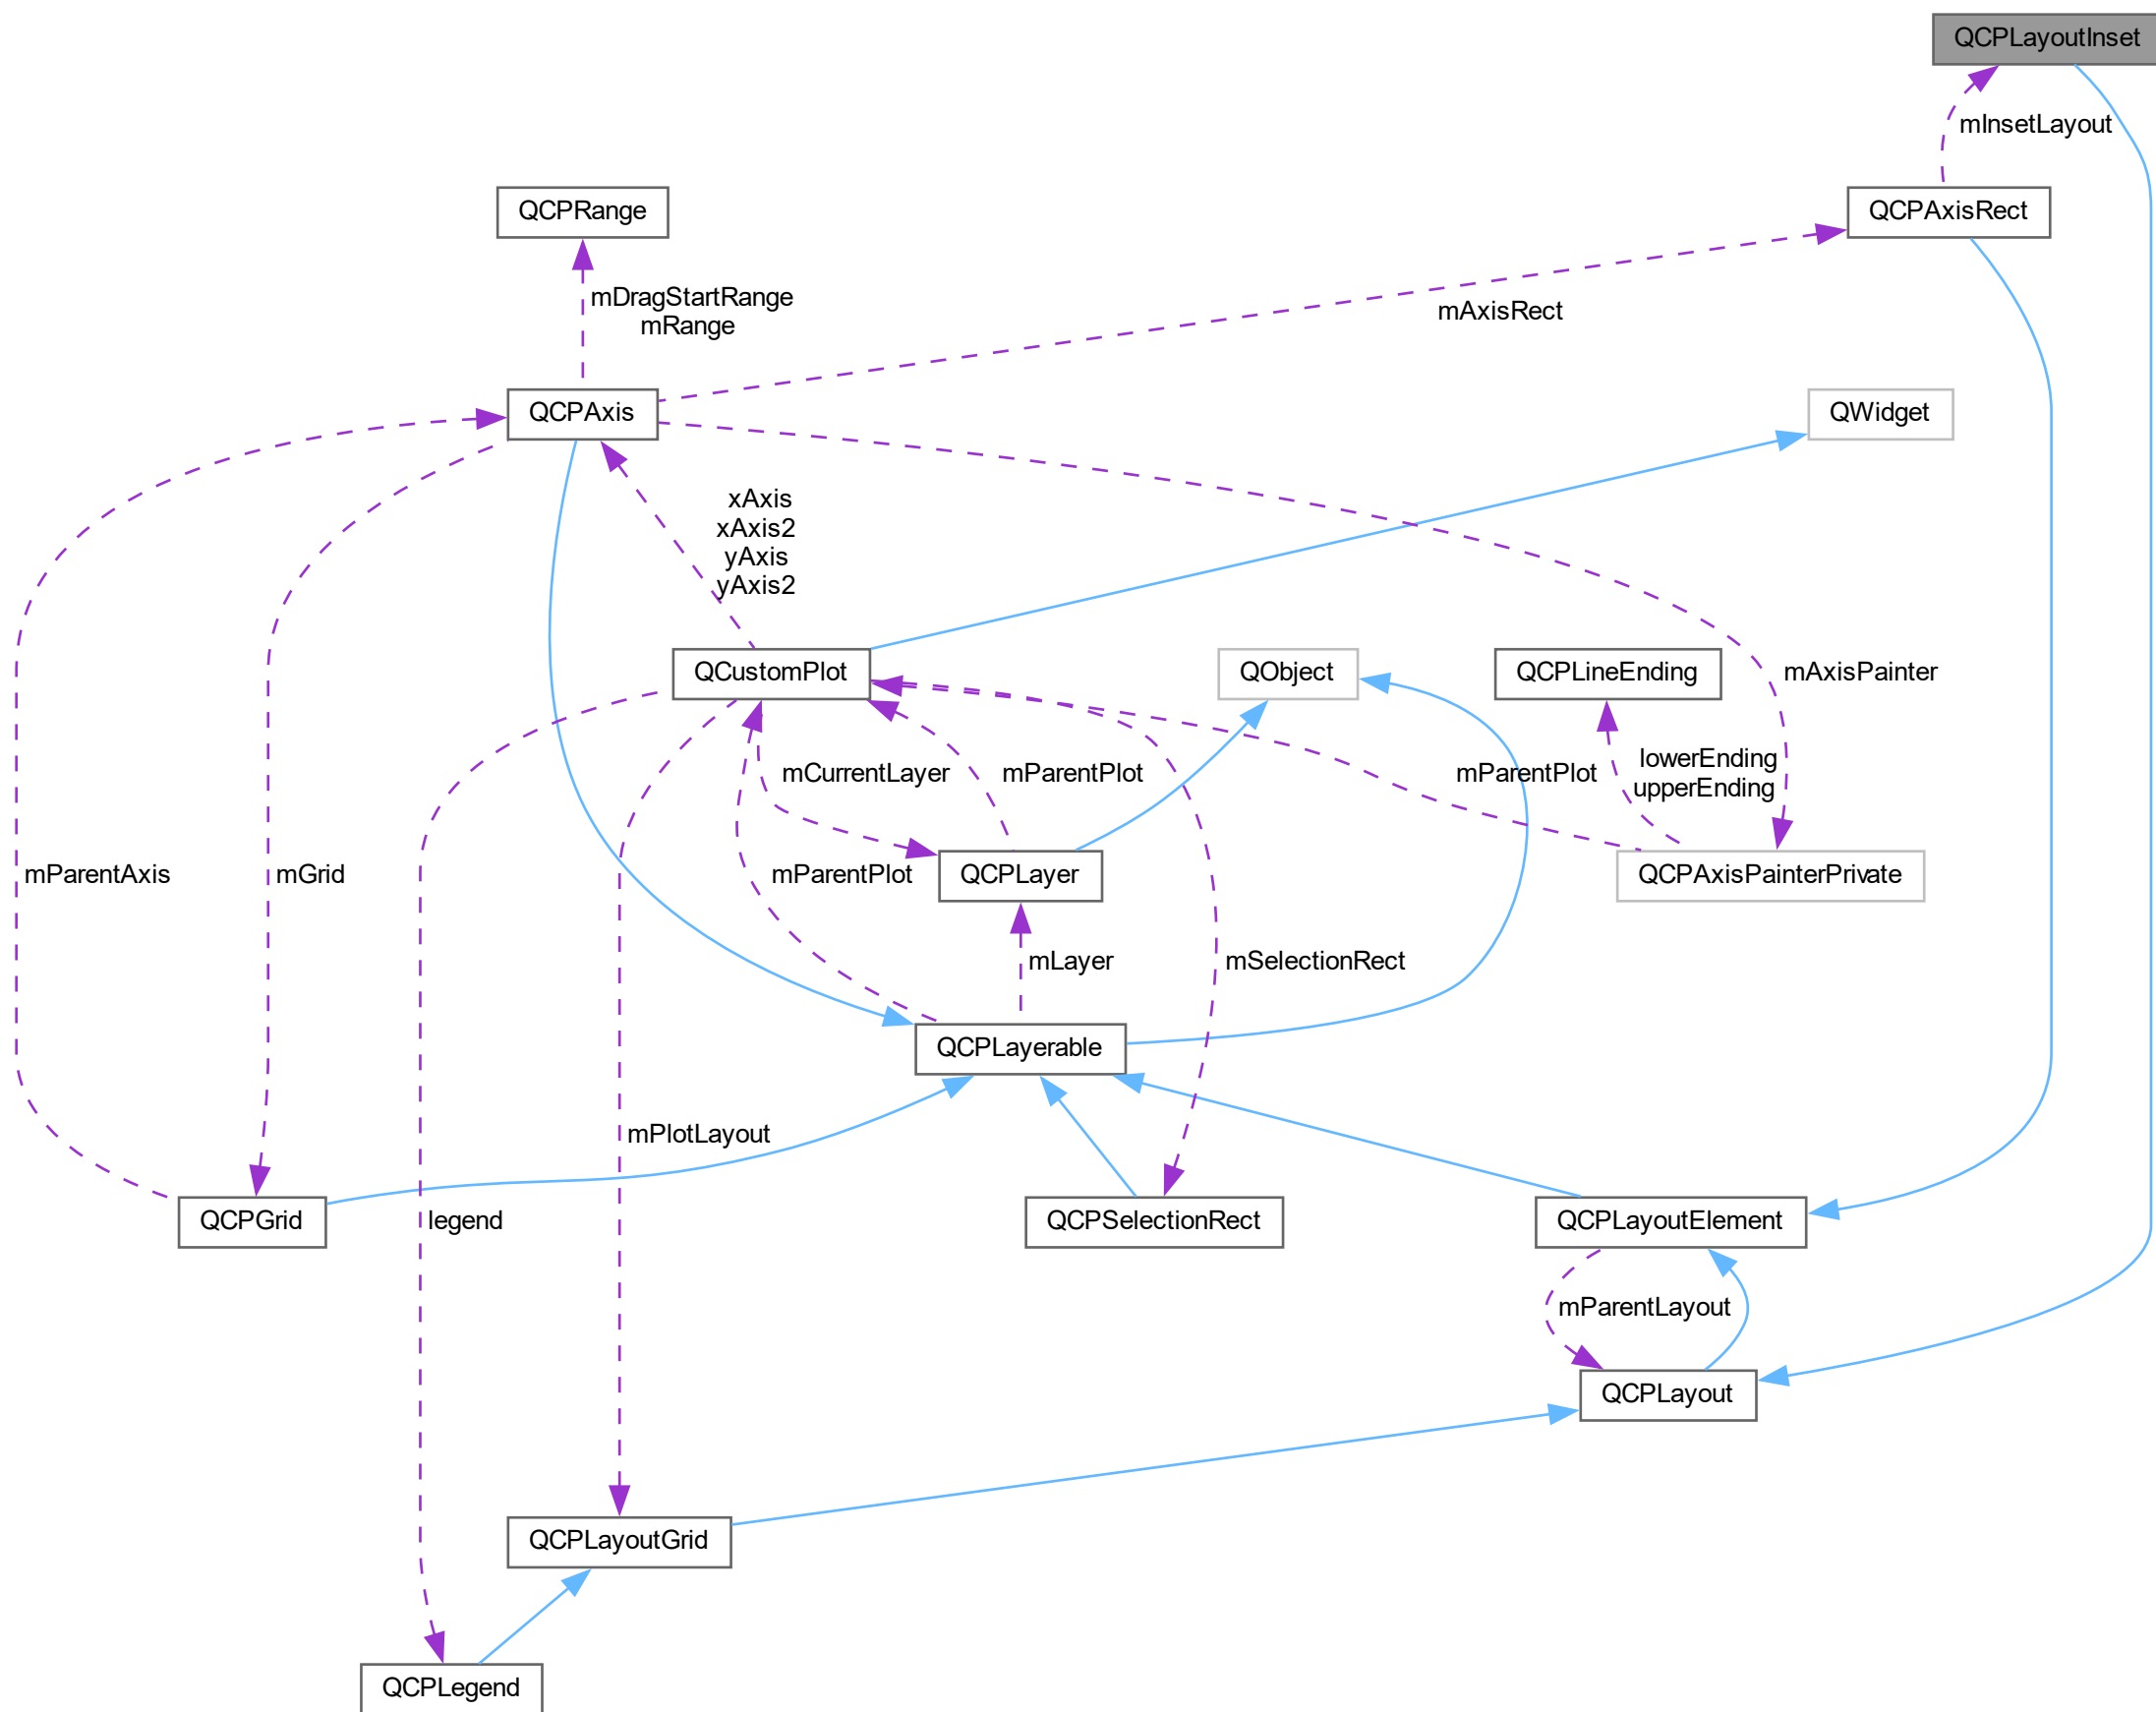 QCPLayoutInset
mInsetLayout
QCPRange
QCPAxisRect
mDragStartRange
mRange
mAxisRect
QCPAxis
QWidget
xAxis
xAxis2
yAxis
yAxis2
QCustomPlot
QObject
QCPLineEnding
mAxisPainter
mCurrentLayer
mParentPlot
mParentPlot
lowerEnding
upperEnding
mParentAxis
mGrid
mParentPlot
QCPLayer
QCPAxisPainterPrivate
mLayer
mSelectionRect
QCPLayerable
mPlotLayout
QCPGrid
legend
QCPSelectionRect
QCPLayoutElement
mParentLayout
QCPLayout
QCPLayoutGrid
QCPLegend